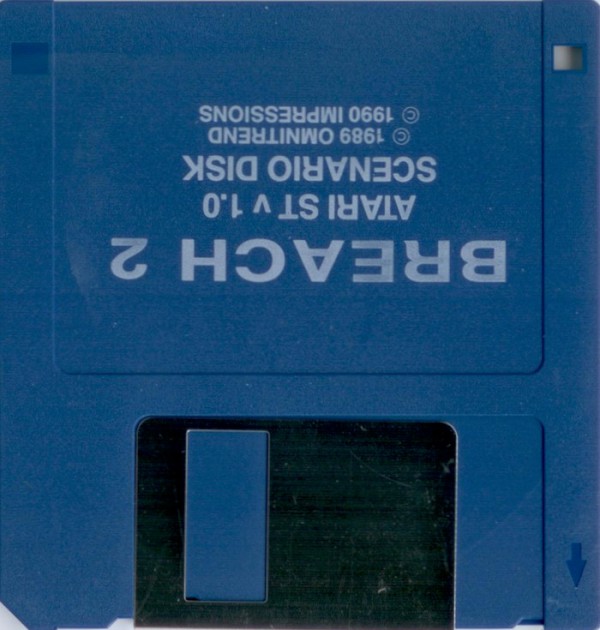 BREACH 2
ATARI ST v 1.0
SCENARIO DISK
© 1989 OMNITREND
© 1990 IMPRESSIONS